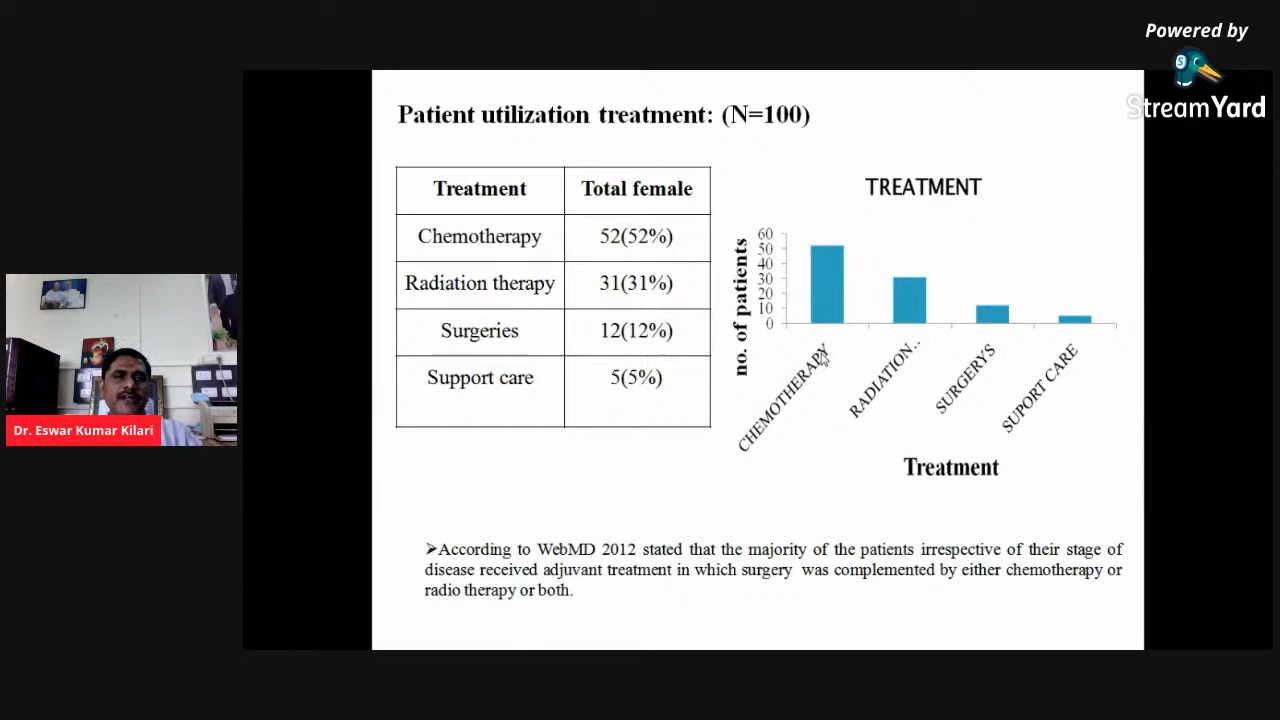 Powered by
S
StreamYard
Patient utilization treatment: (N=100)
Treatment Total female
Chemotherapy 52(52%)
Radiation therapy 31(31%)
Surgeries 12(12%)
Support care 5(5%)
TREATMENT
no. of patients
60
50
40
30
20
10
0
CHEMOTHERAPY
RADIATION..
SURGERYS
SUPORT CARE
Treatment
➤According to WebMD 2012 stated that the majority of the patients irrespective of their stage of
disease received adjuvant treatment in which surgery was complemented by either chemotherapy or
radio therapy or both.
Dr. Eswar Kumar Kilari